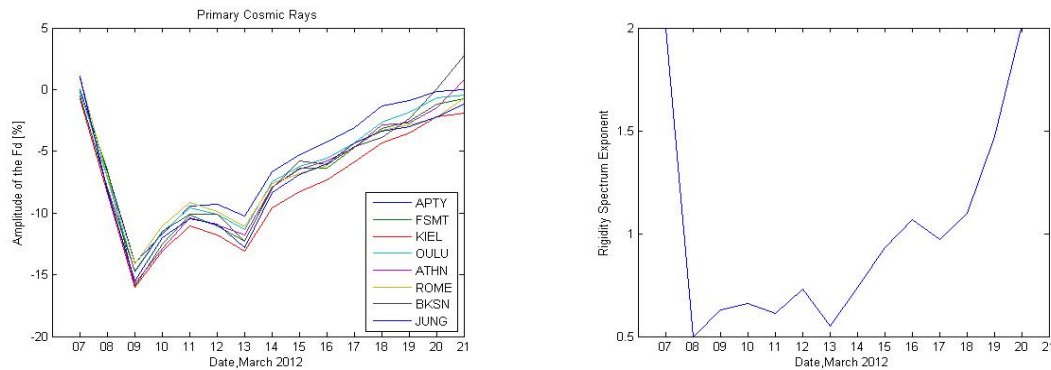 Primary Cosmic Rays
Amplitude of the Fd [%]
5
0
-5
-10
-15
-20
07 08 09 10 11 12 13 14 15 16 17 18 19 20 21
Date,March 2012
APTY
FSMT
KIEL
OULU
ATHN
ROME
BKSN
JUNG
Rigidity Spectrum Exponent
2
1.5
1
0.5
07 08 09 10 11 12 13 14 15 16 17 18 19 20 21
Date,March 2012